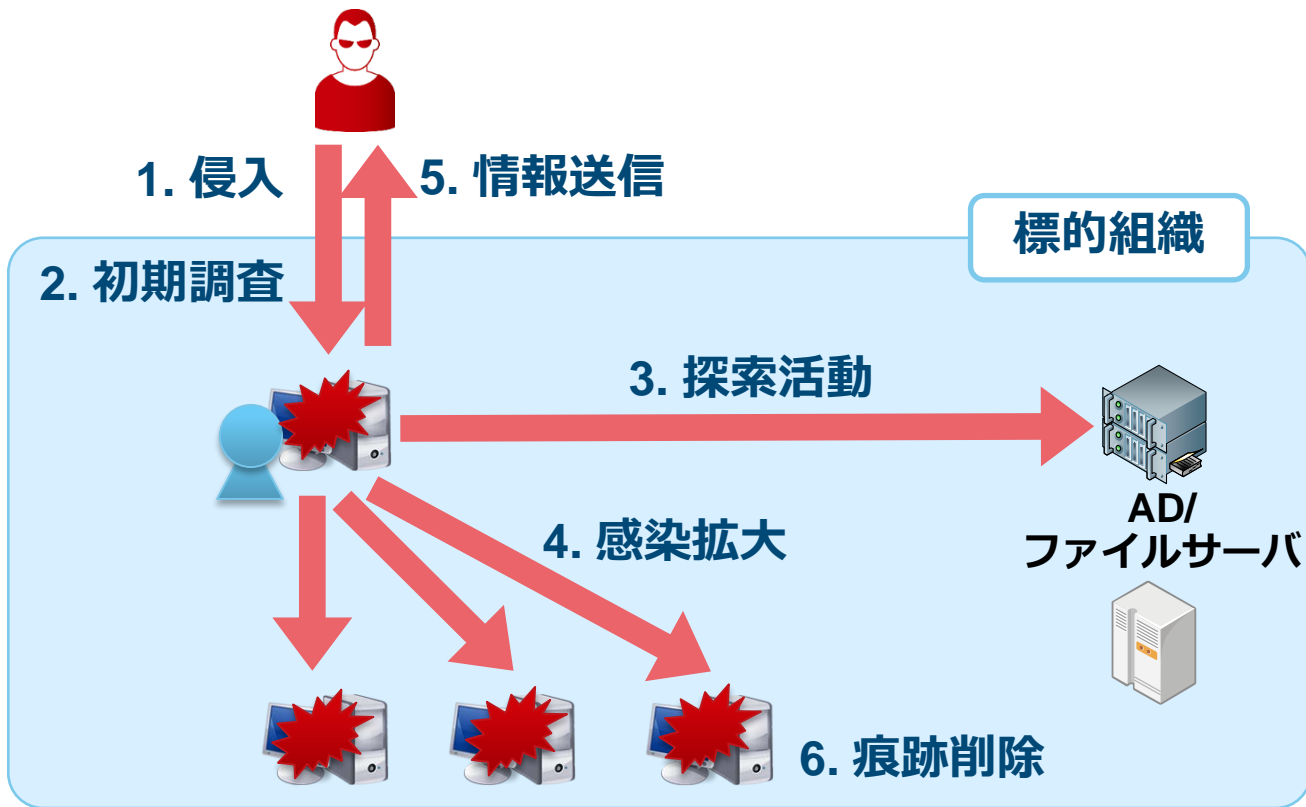 1. 侵入
5. 情報送信
標的組織
2. 初期調査
3. 探索活動
AD/
ファイルサーバ
4. 感染拡大
6. 痕跡削除